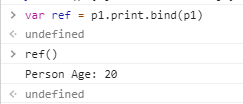 > var ref = p1.print.bind(p1)
< undefined
> ref()
Person Age: 20
< undefined